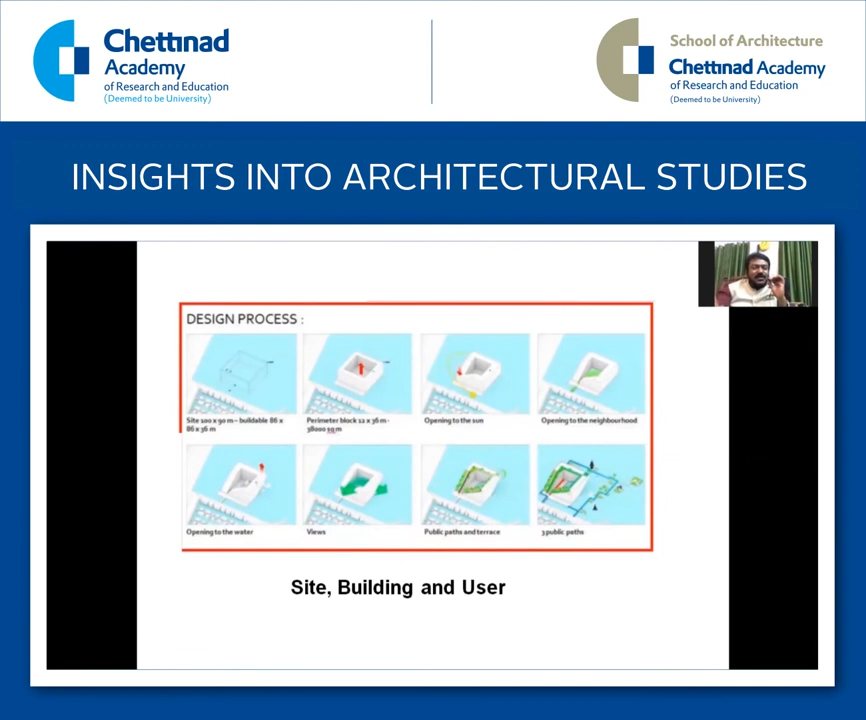 Chettinad
Academy
of Research and Education
(Deemed to be University)
School of Architecture
Chettinad Academy
of Research and Education
(Deemed to be University)
INSIGHTS INTO ARCHITECTURAL STUDIES
DESIGN PROCESS :
Site 100 x 90 m – buildable 86 x
86 x 36 m
Perimeter block 12 x 36 m -
38000 sq m
Opening to the sun
Opening to the neighbourhood
Opening to the water
Views
Public paths and terrace
3 public paths
Site, Building and User